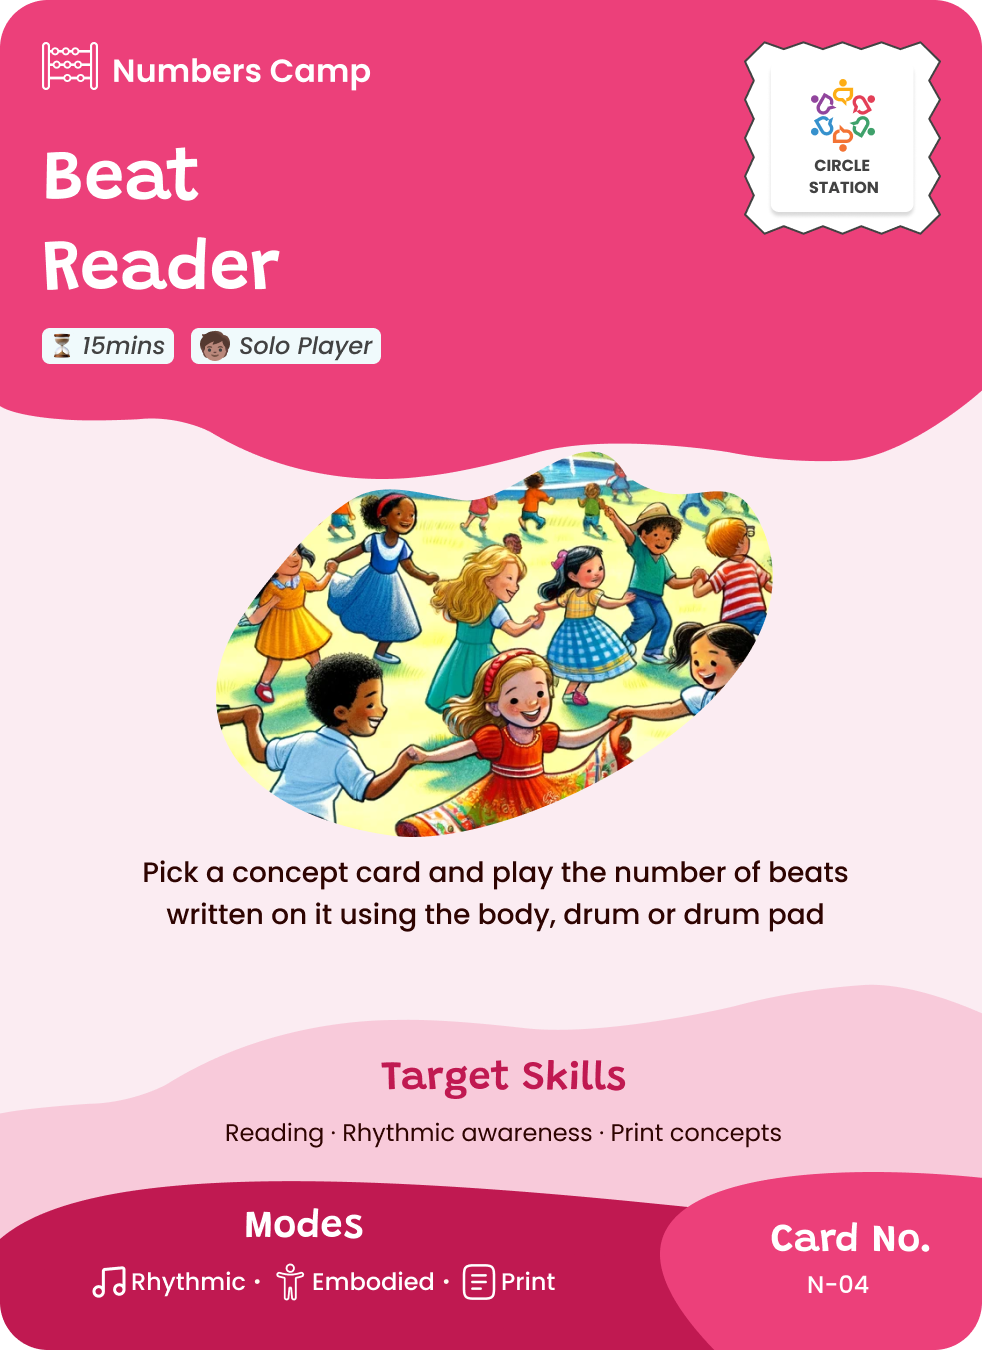 Numbers Camp
CIRCLE
STATION
Beat
Reader
15mins
Solo Player
Pick a concept card and play the number of beats
written on it using the body, drum or drum pad
Target Skills
Reading · Rhythmic awareness · Print concepts
Modes
Rhythmic · Embodied · Print
Card No.
N-04